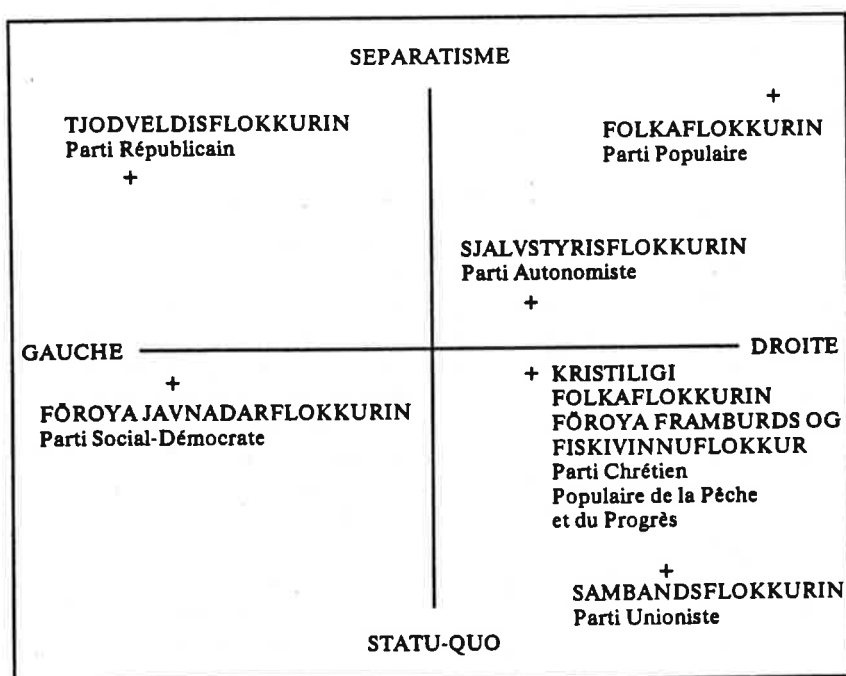 SEPARATISME
TJODVELDISFLOKKURIN
Parti Républicain
+
+
FOLKAFLOKKURIN
Parti Populaire
SJALVSTYRISFLOKKURIN
Parti Autonomiste
+
GAUCHE
DROITE
+
FÖROYA JAVNADARFLOKKURIN
Parti Social-Démocrate
+ KRISTILIGI
FOLKAFLOKKURIN
FÖROYA FRAMBURDS OG
FISKIVINNUFLOKKUR
Parti Chrétien
Populaire de la Pêche
et du Progrès
+
SAMBANDSFLOKKURIN
Parti Unioniste
STATU-QUO